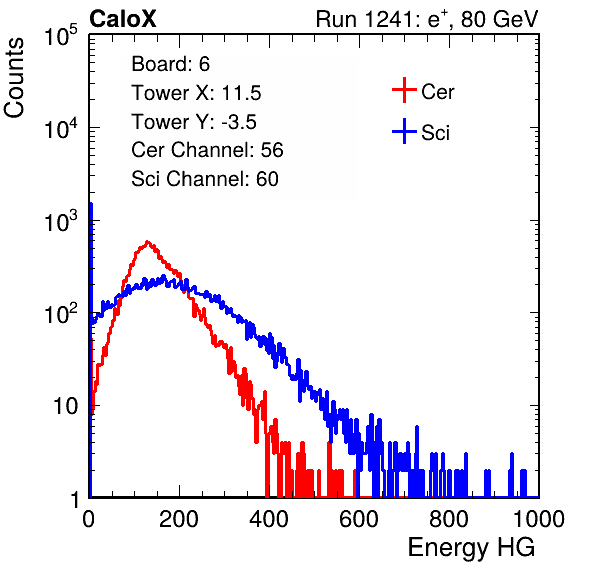 CaloX Run 1241: e⁺, 80 GeV
Counts
10⁵
10⁴
10³
10²
10
1
Board: 6
Tower X: 11.5
Tower Y: -3.5
Cer Channel: 56
Sci Channel: 60
Cer
Sci
0 200 400 600 800 1000
Energy HG